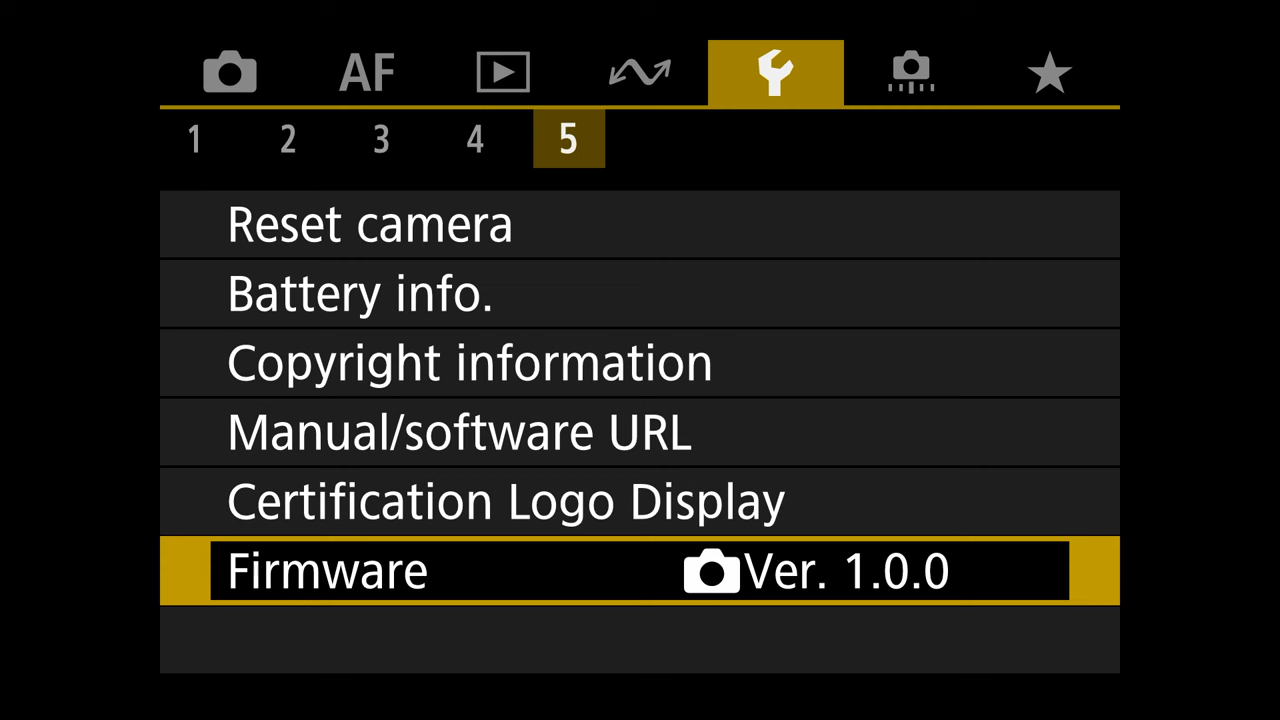 AF
1 2 3 4 5
Reset camera
Battery info.
Copyright information
Manual/software URL
Certification Logo Display
Firmware Ver. 1.0.0